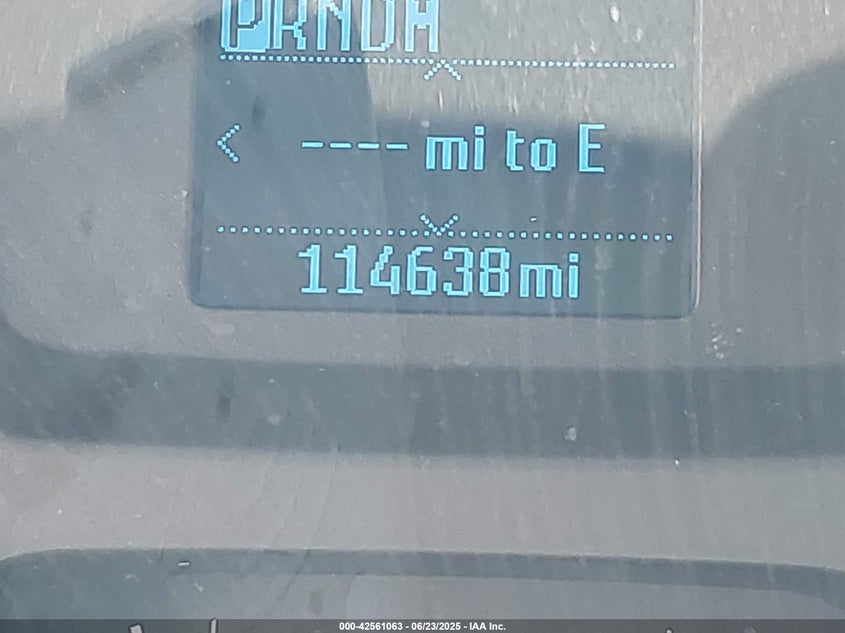 PRNDM
< ---- mi to E
114638mi
000-42561063 - 06/23/2025 - IAA Inc.